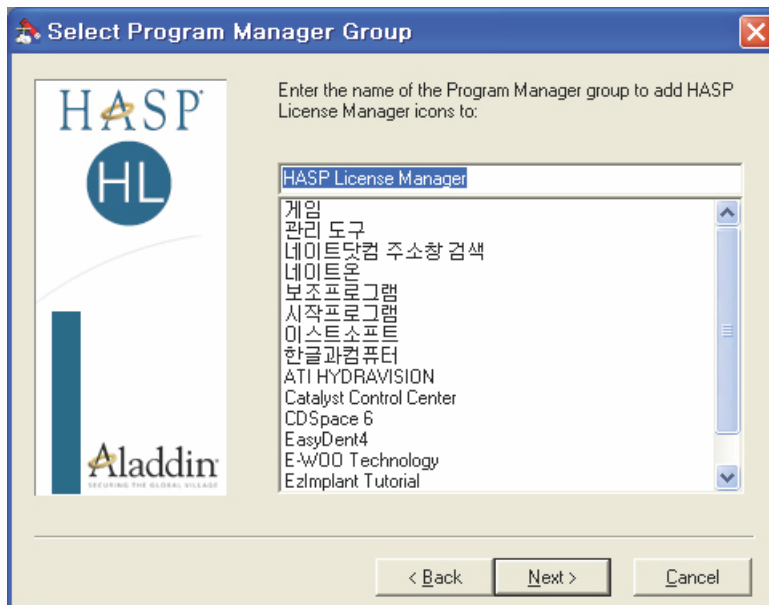 Select Program Manager Group
HASP
HL
Aladdin
SECURING THE GLOBAL VILLAGE
Enter the name of the Program Manager group to add HASP
License Manager icons to:
HASP License Manager
게임
관리 도구
네이트닷컴 주소창 검색
네이트온
보조프로그램
시작프로그램
이스트소프트
한글과컴퓨터
ATI HYDRAVISION
Catalyst Control Center
CDSpace 6
EasyDent4
E-WOO Technology
EzImplant Tutorial
< Back
Next >
Cancel